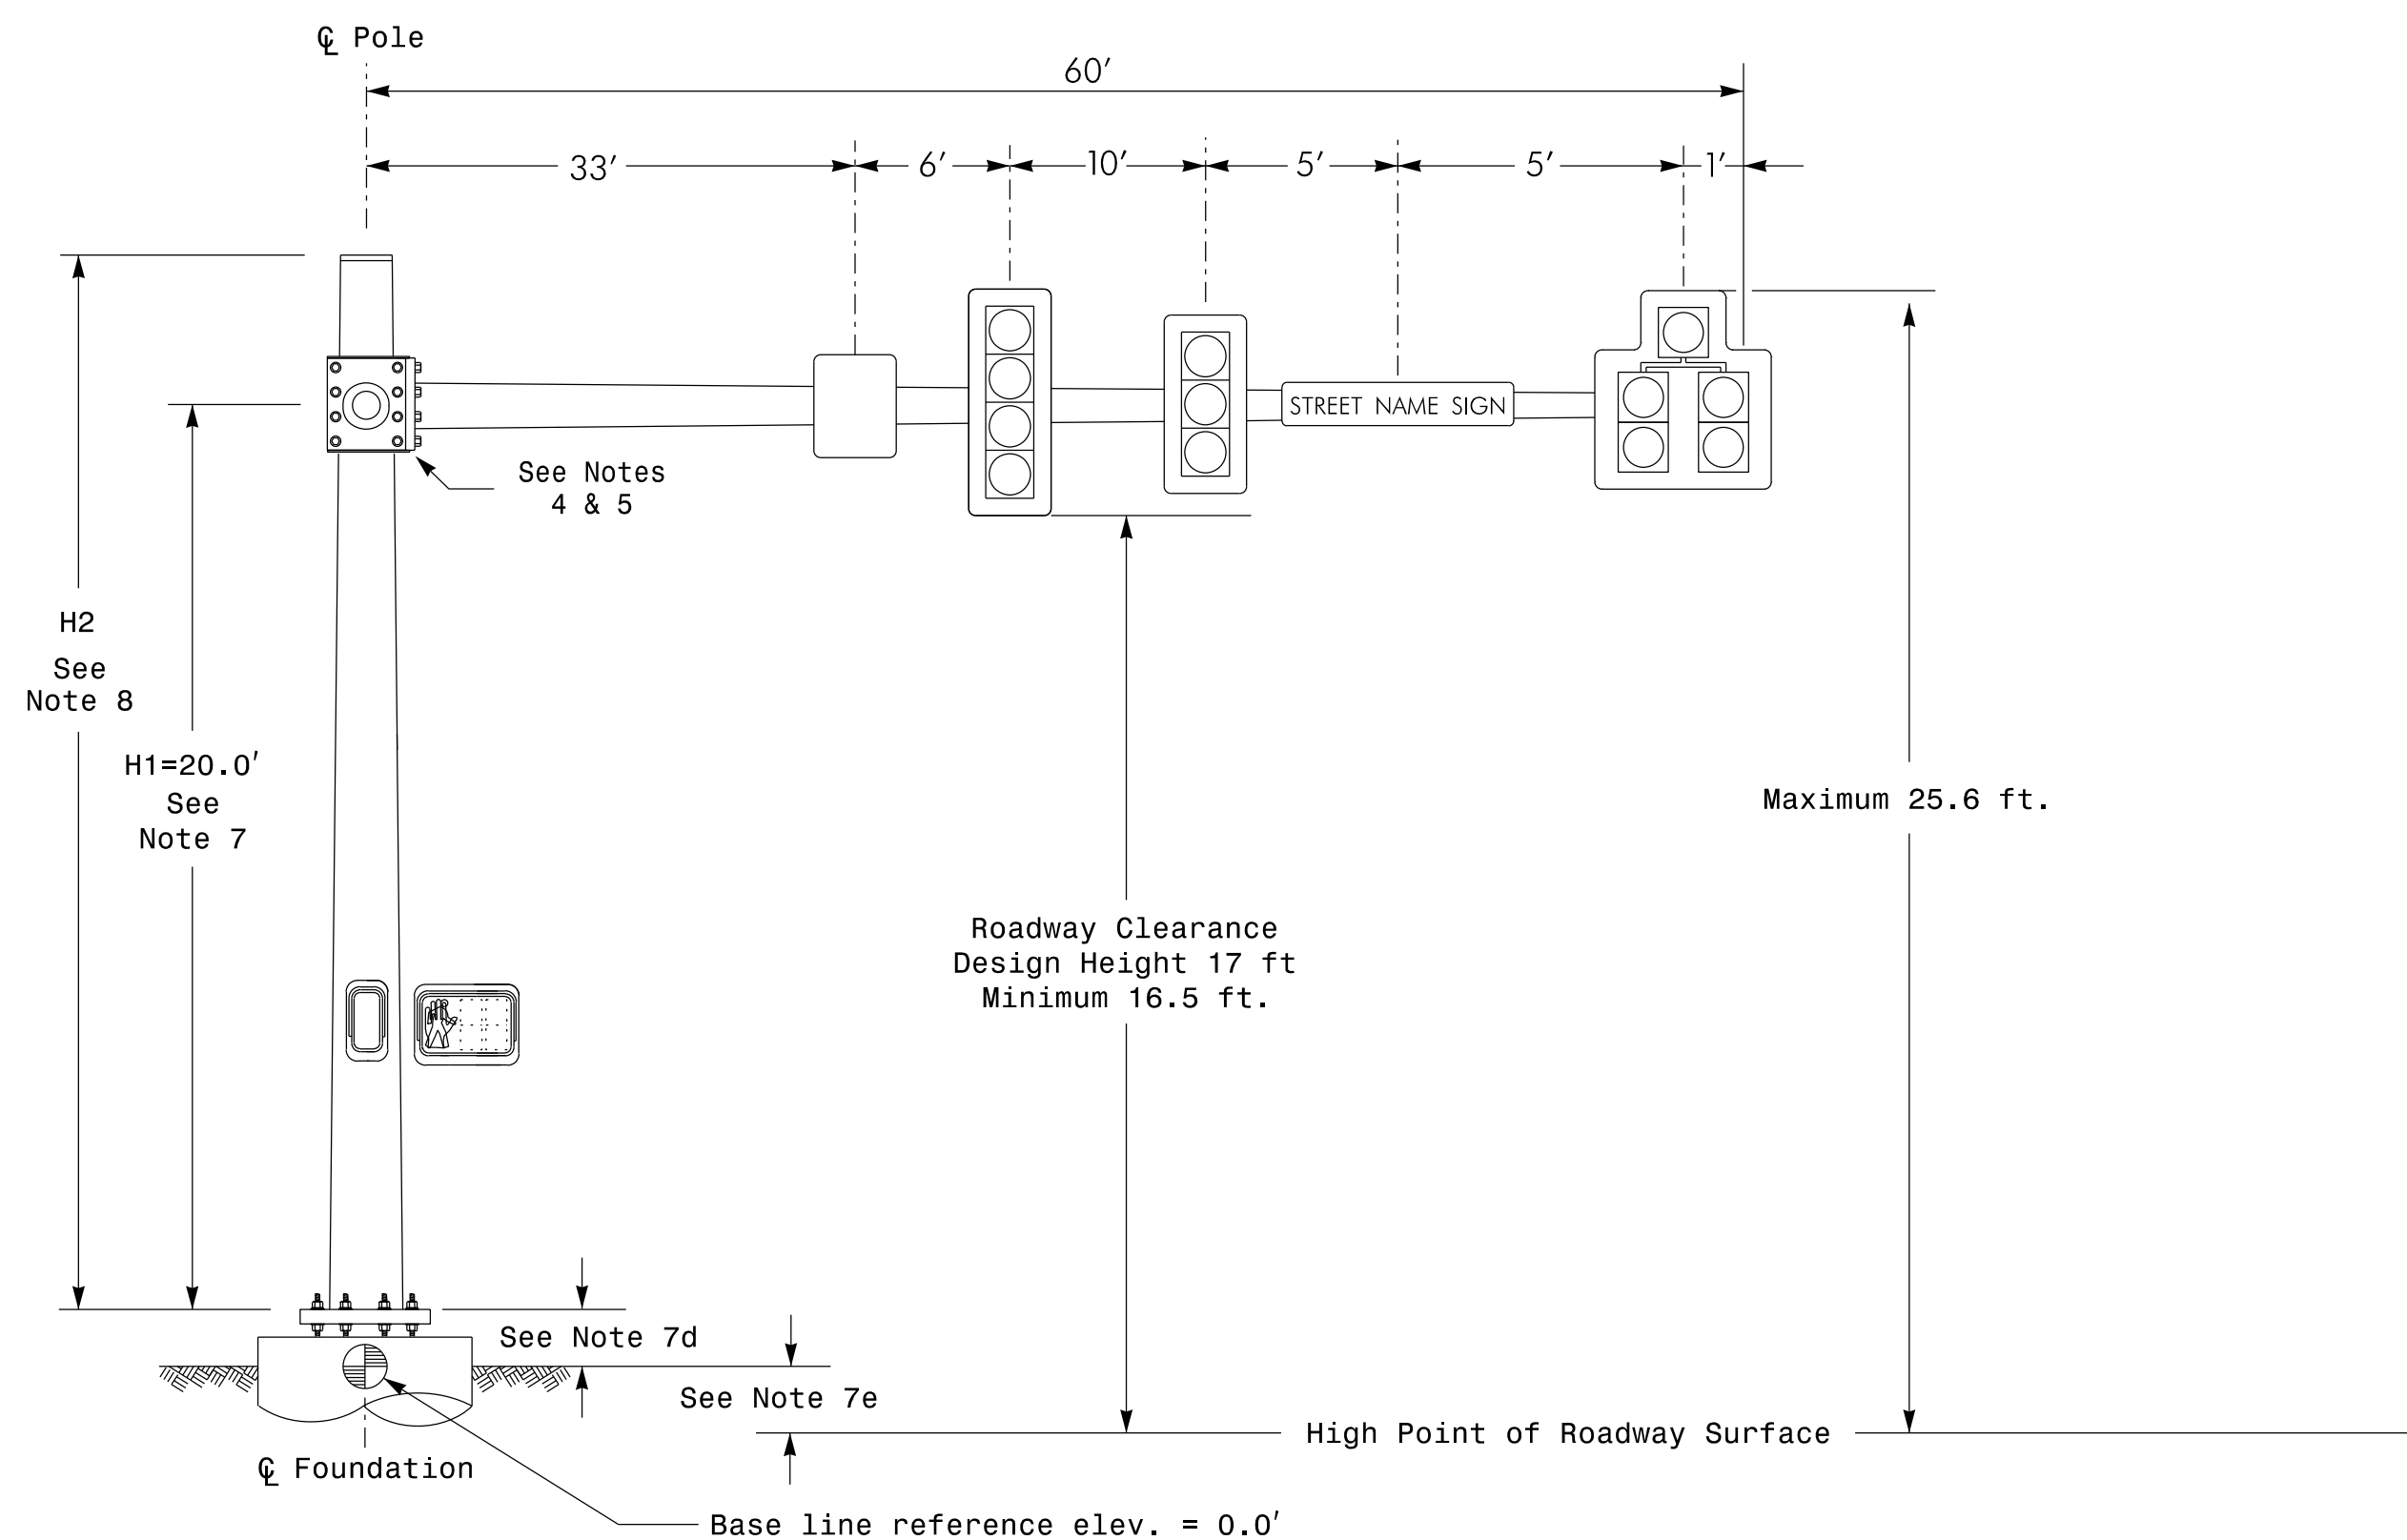 ℄ Pole
60′
33′ 6′ 10′ 5′ 5′ 1′
STREET NAME SIGN
See Notes
4 & 5
H2
See
Note 8
H1=20.0′
See
Note 7
Maximum 25.6 ft.
Roadway Clearance
Design Height 17 ft
Minimum 16.5 ft.
See Note 7d
See Note 7e
High Point of Roadway Surface
℄ Foundation
Base line reference elev. = 0.0′